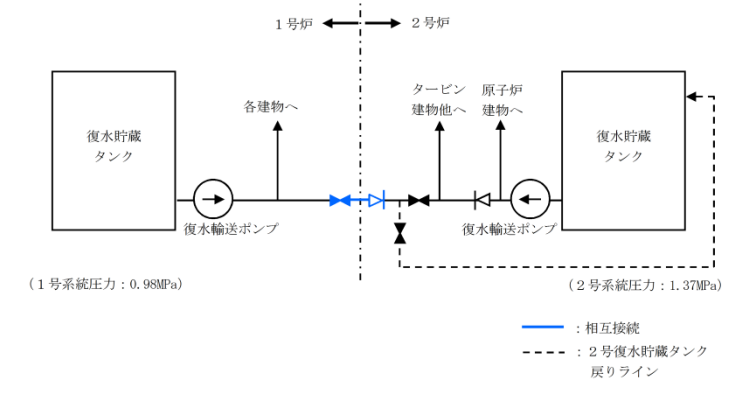 １号炉
２号炉
各建物へ
タービン
建物他へ
原子炉
建物へ
復水貯蔵
タンク
復水貯蔵
タンク
復水輸送ポンプ
復水輸送ポンプ
(１号系統圧力：0.98MPa)
(２号系統圧力：1.37MPa)
：相互接続
：２号復水貯蔵タンク
戻りライン